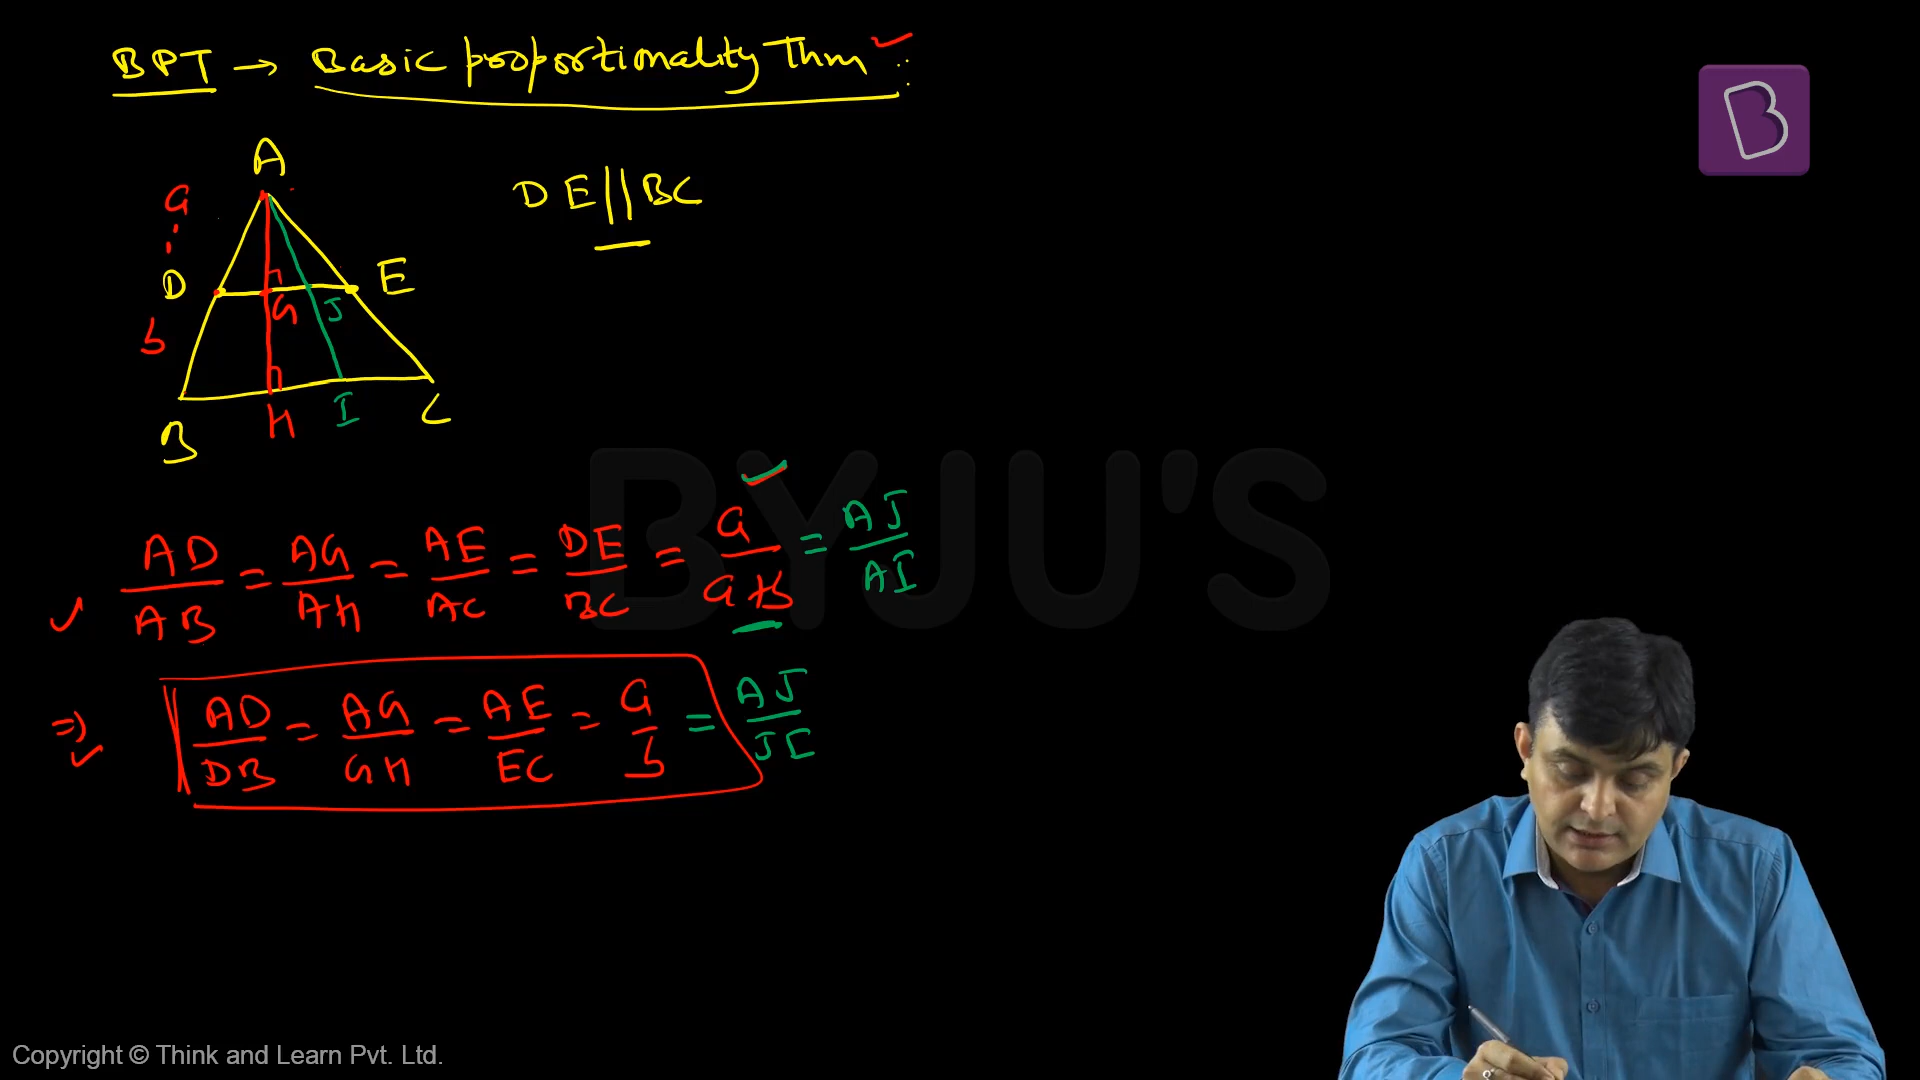 BPT → Basic proportionality Thm
B
A
a
DE||BC
D
E
G
J
b
H
I
C
B
BYJU'S
AD/AB = AG/AH = AE/AC = DE/BC = a/a+b = AJ/AI
⇒ AD/DB = AG/GH = AE/EC = a/b = AJ/JI
Copyright © Think and Learn Pvt. Ltd.